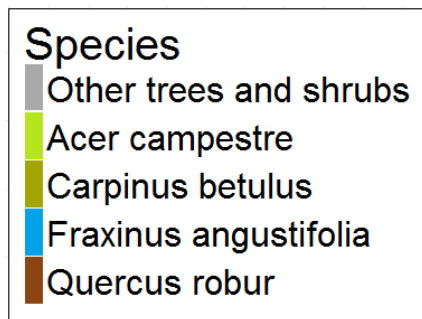 Species
Other trees and shrubs
Acer campestre
Carpinus betulus
Fraxinus angustifolia
Quercus robur